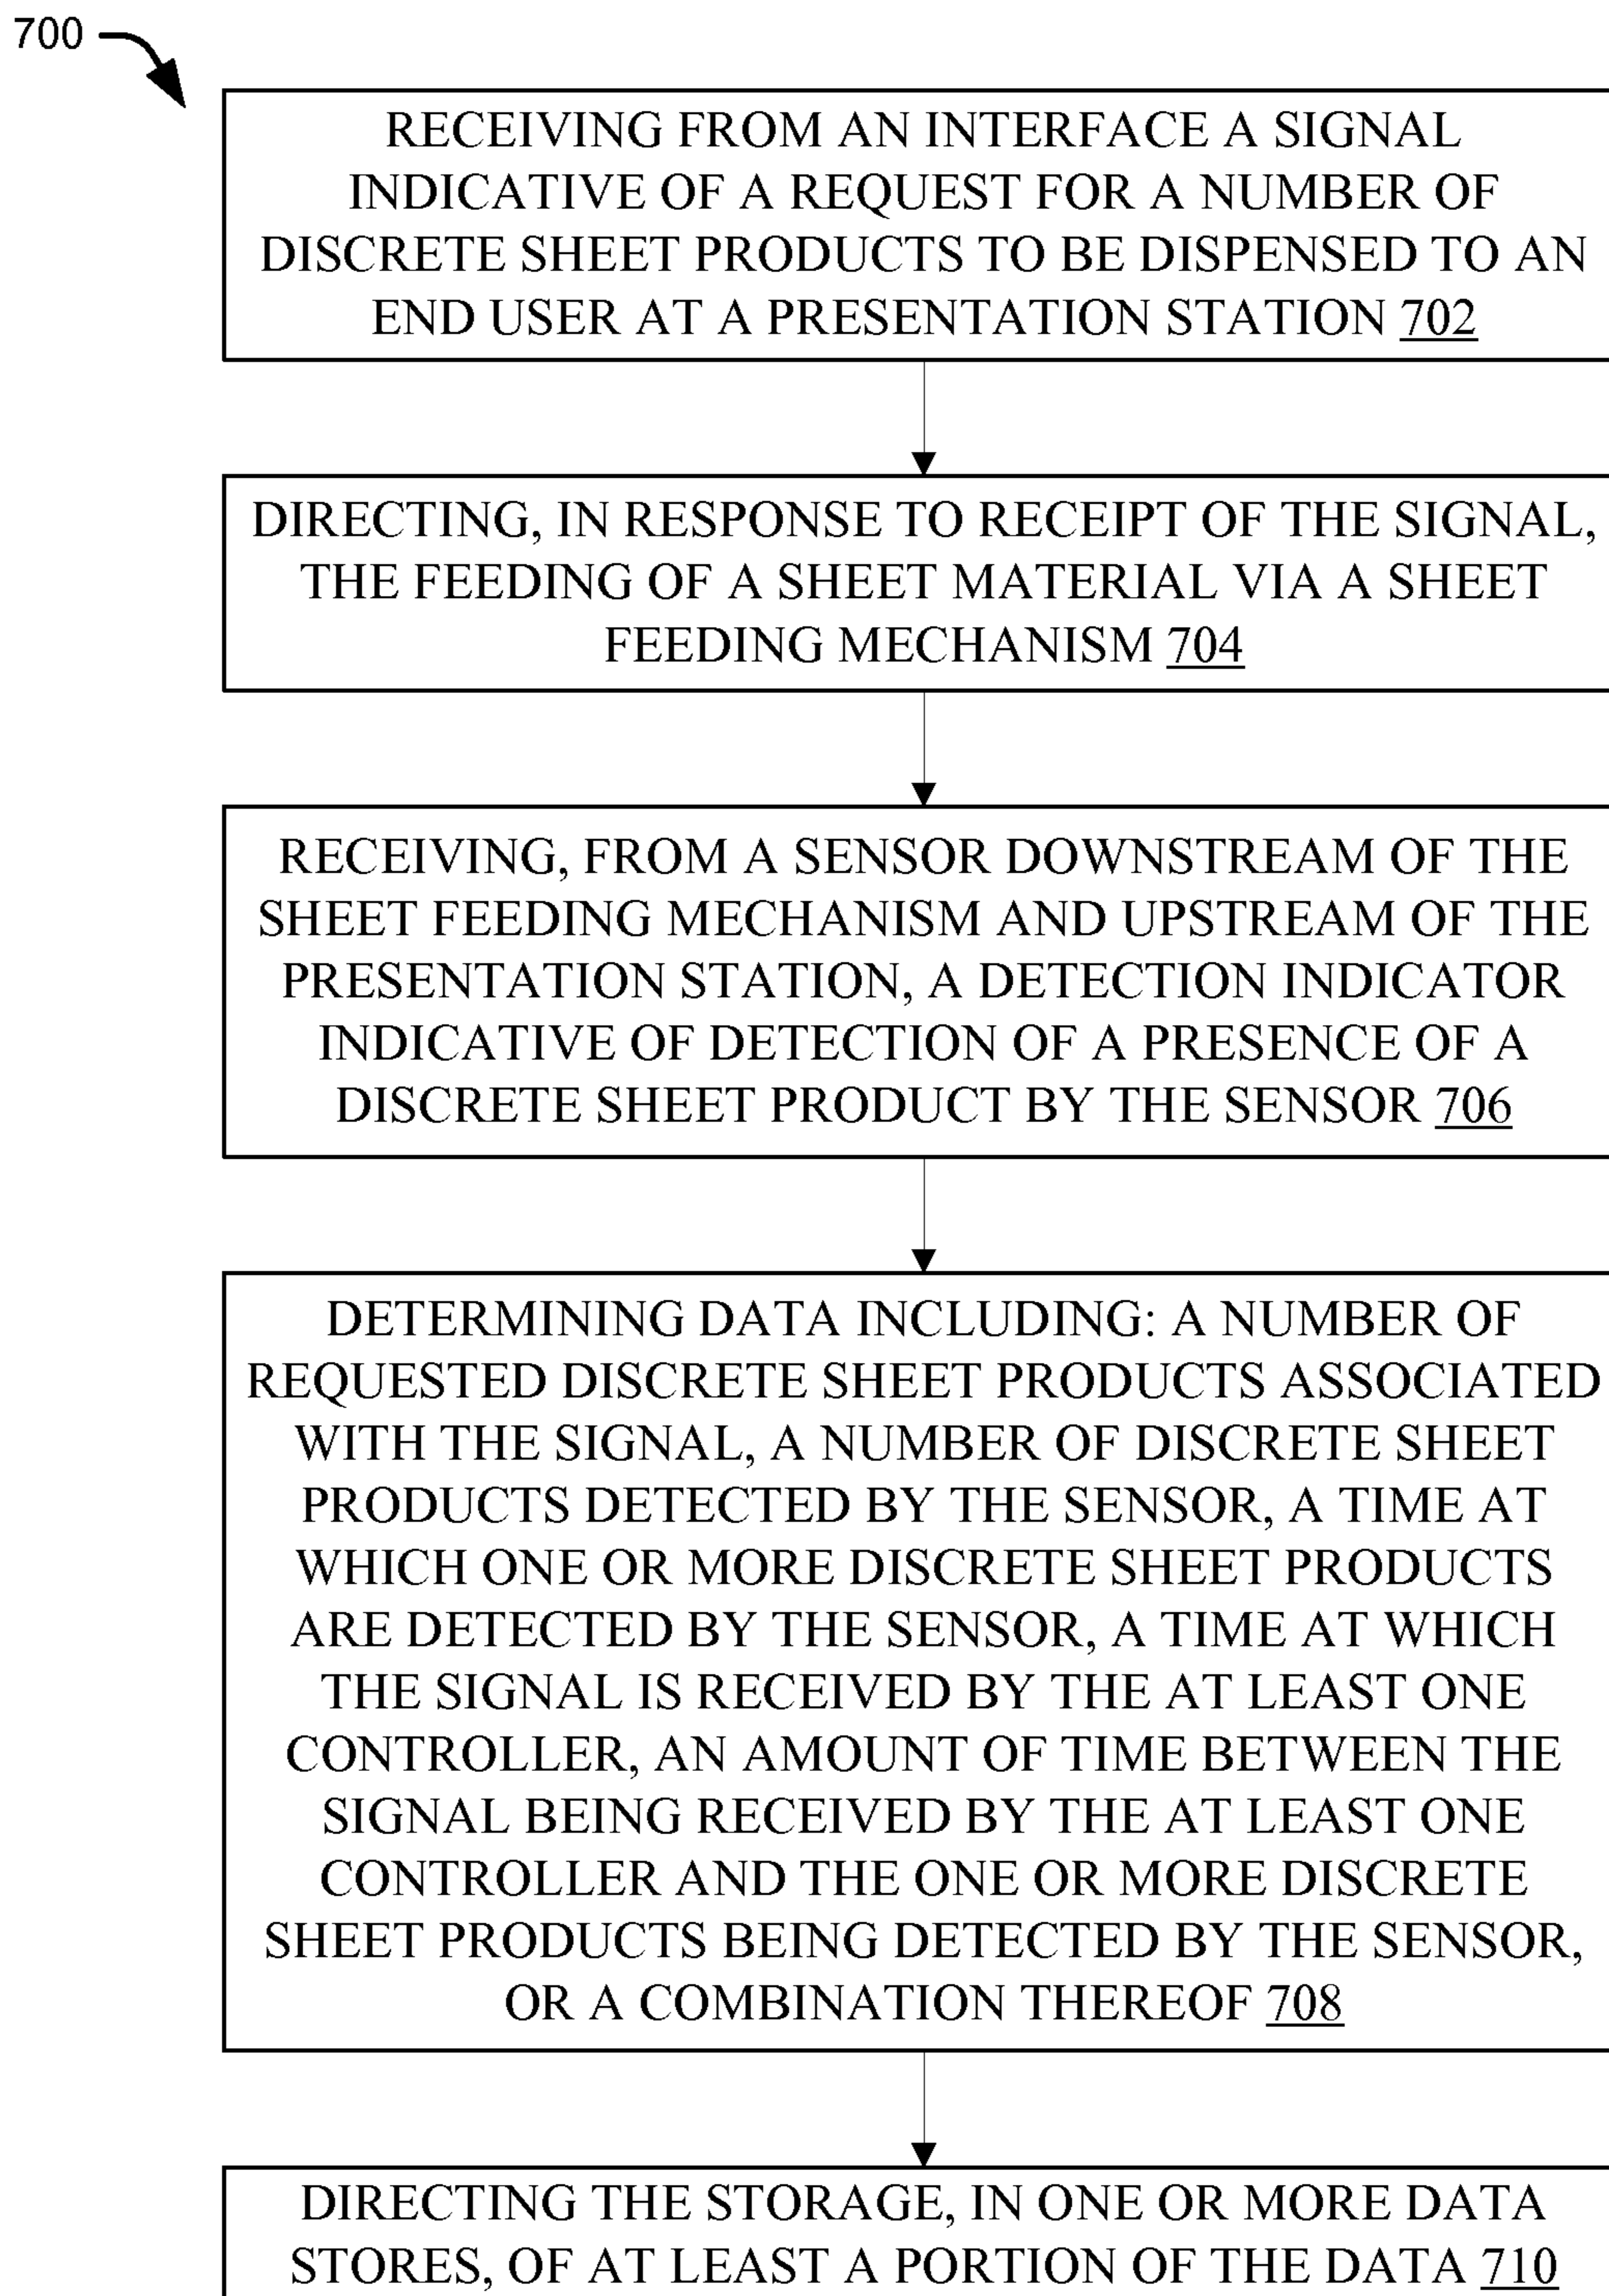 700
RECEIVING FROM AN INTERFACE A SIGNAL
INDICATIVE OF A REQUEST FOR A NUMBER OF
DISCRETE SHEET PRODUCTS TO BE DISPENSED TO AN
END USER AT A PRESENTATION STATION 702
DIRECTING, IN RESPONSE TO RECEIPT OF THE SIGNAL,
THE FEEDING OF A SHEET MATERIAL VIA A SHEET
FEEDING MECHANISM 704
RECEIVING, FROM A SENSOR DOWNSTREAM OF THE
SHEET FEEDING MECHANISM AND UPSTREAM OF THE
PRESENTATION STATION, A DETECTION INDICATOR
INDICATIVE OF DETECTION OF A PRESENCE OF A
DISCRETE SHEET PRODUCT BY THE SENSOR 706
DETERMINING DATA INCLUDING: A NUMBER OF
REQUESTED DISCRETE SHEET PRODUCTS ASSOCIATED
WITH THE SIGNAL, A NUMBER OF DISCRETE SHEET
PRODUCTS DETECTED BY THE SENSOR, A TIME AT
WHICH ONE OR MORE DISCRETE SHEET PRODUCTS
ARE DETECTED BY THE SENSOR, A TIME AT WHICH
THE SIGNAL IS RECEIVED BY THE AT LEAST ONE
CONTROLLER, AN AMOUNT OF TIME BETWEEN THE
SIGNAL BEING RECEIVED BY THE AT LEAST ONE
CONTROLLER AND THE ONE OR MORE DISCRETE
SHEET PRODUCTS BEING DETECTED BY THE SENSOR,
OR A COMBINATION THEREOF 708
DIRECTING THE STORAGE, IN ONE OR MORE DATA
STORES, OF AT LEAST A PORTION OF THE DATA 710